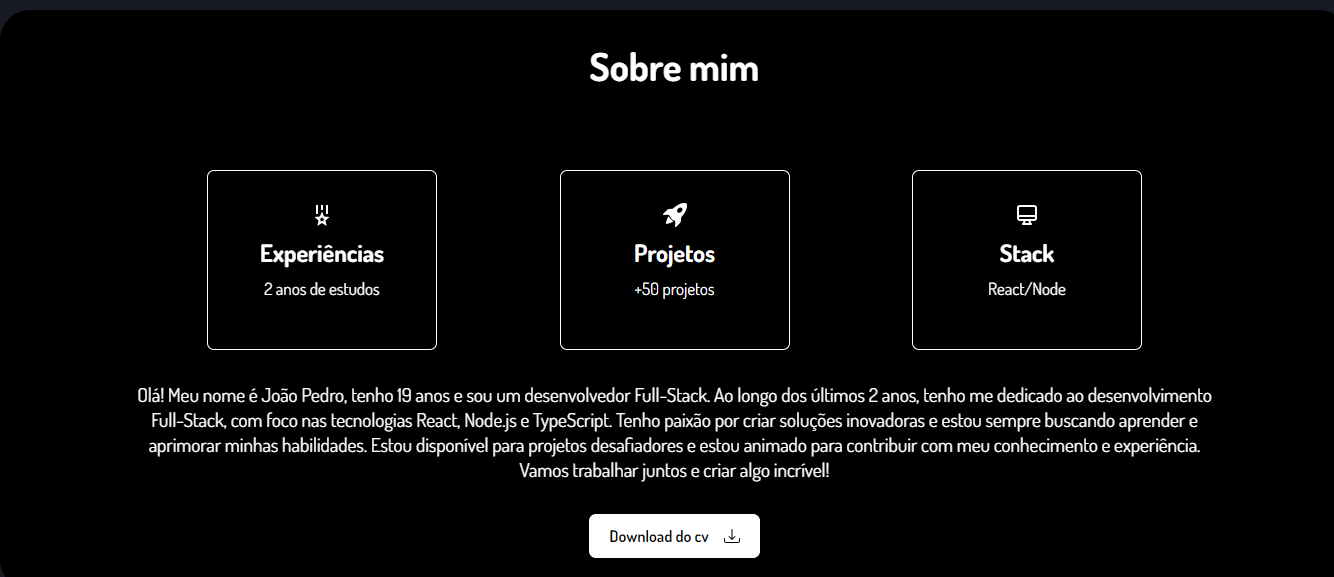 Sobre mim
Experiências
2 anos de estudos
Projetos
+50 projetos
Stack
React/Node
Olá! Meu nome é João Pedro, tenho 19 anos e sou um desenvolvedor Full-Stack. Ao longo dos últimos 2 anos, tenho me dedicado ao desenvolvimento
Full-Stack, com foco nas tecnologias React, Node.js e TypeScript. Tenho paixão por criar soluções inovadoras e estou sempre buscando aprender e
aprimorar minhas habilidades. Estou disponível para projetos desafiadores e estou animado para contribuir com meu conhecimento e experiência.
Vamos trabalhar juntos e criar algo incrível!
Download do cv